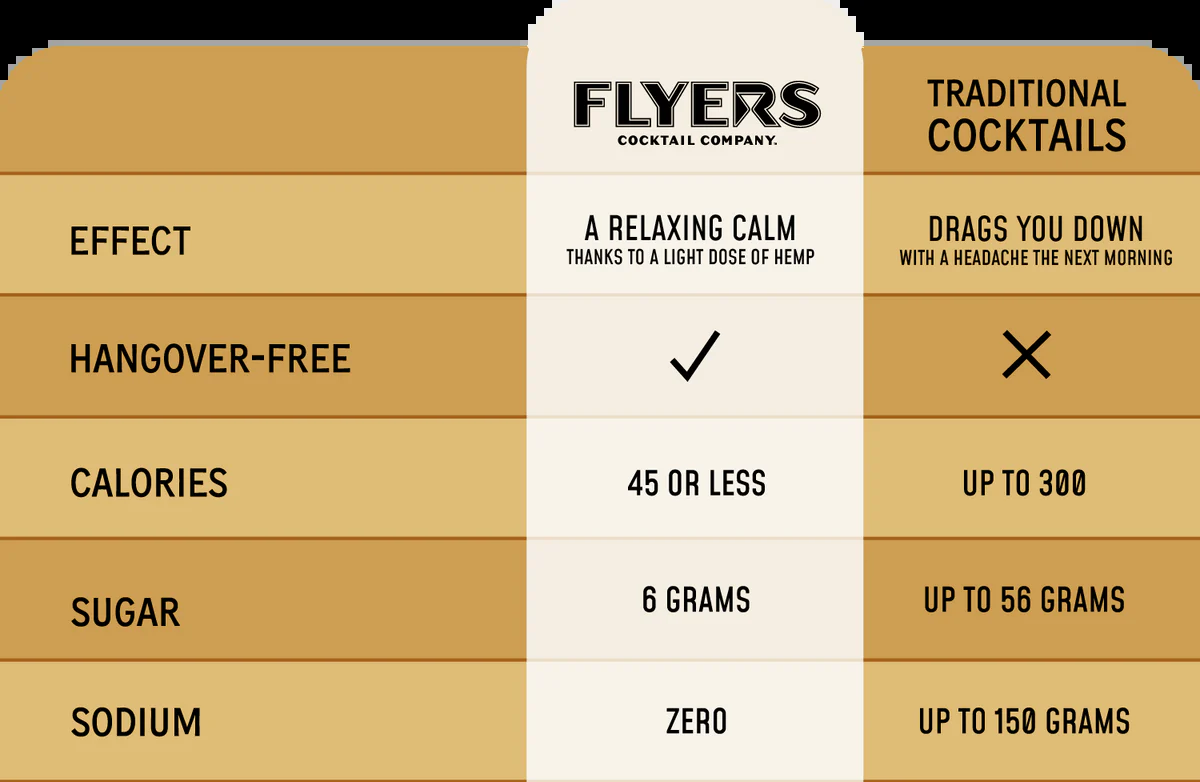 FLYERS
COCKTAIL COMPANY.
TRADITIONAL
COCKTAILS
EFFECT
A RELAXING CALM
THANKS TO A LIGHT DOSE OF HEMP
DRAGS YOU DOWN
WITH A HEADACHE THE NEXT MORNING
HANGOVER-FREE
CALORIES
45 OR LESS
UP TO 300
SUGAR
6 GRAMS
UP TO 56 GRAMS
SODIUM
ZERO
UP TO 150 GRAMS